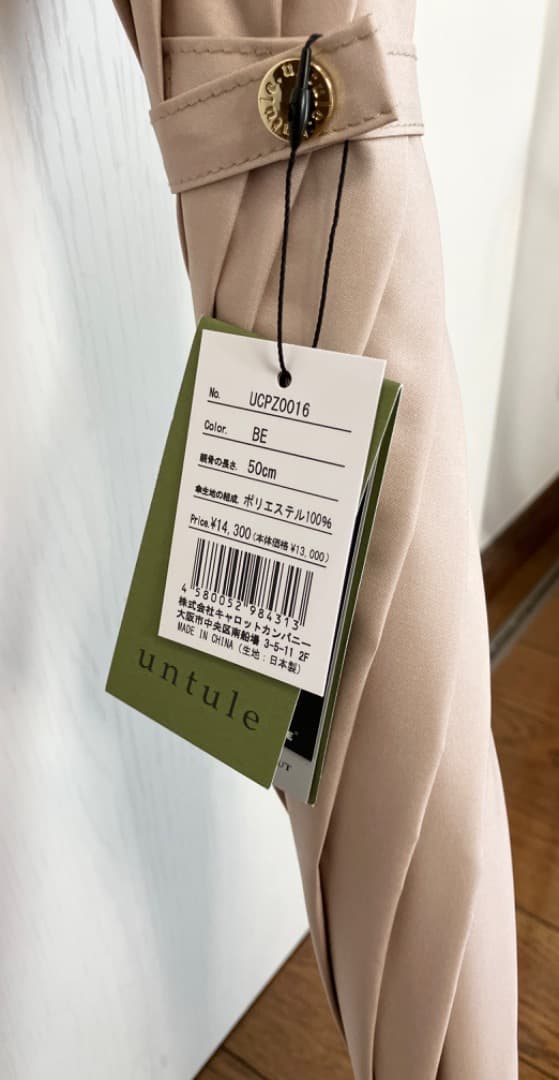 No. UCPZ0016
Color. BE
親骨の長さ. 50cm
傘生地の組成. ポリエステル100%
Price.¥14,300(本体価格¥13,000)
4 580052 984313
株式会社キャロットカンパニー
大阪市中央区南船場 3-5-11 2F
MADE IN CHINA (生地:日本製)
untule